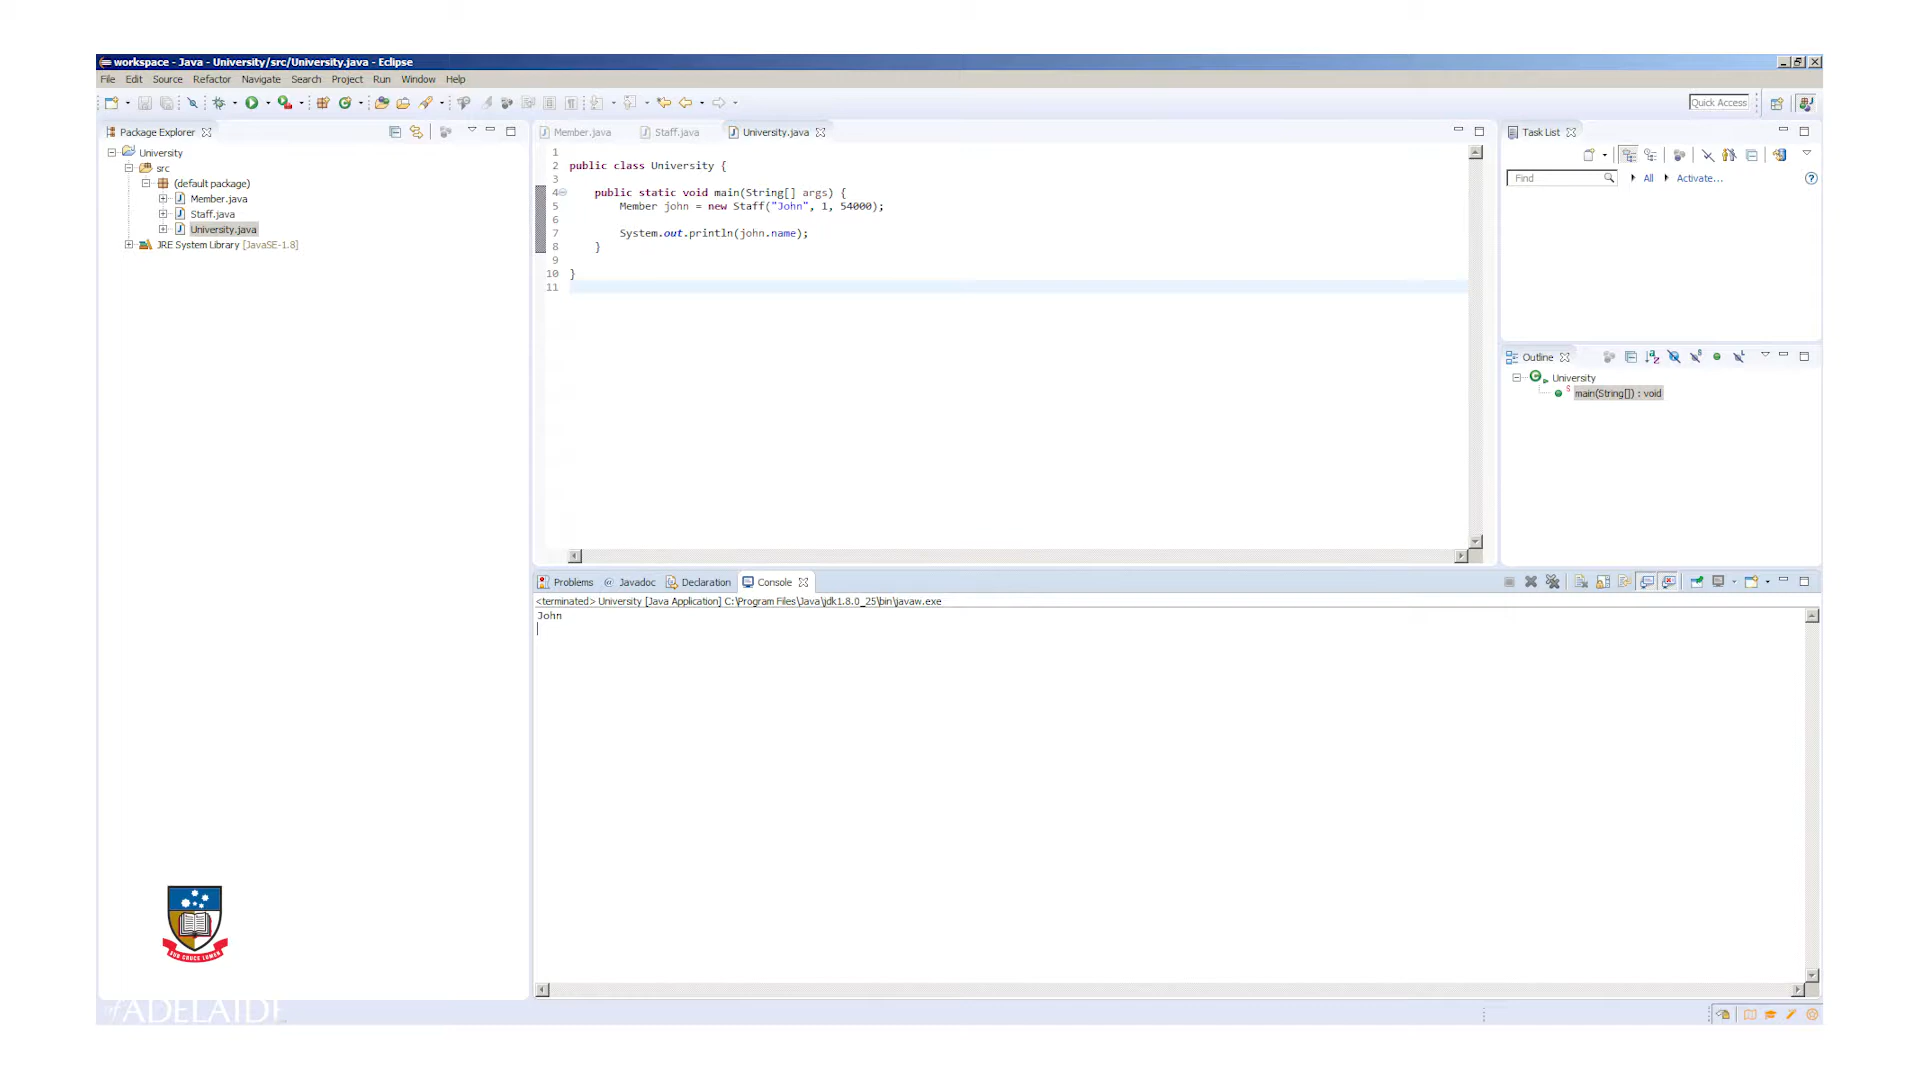 workspace - Java - University/src/University.java - Eclipse
File Edit Source Refactor Navigate Search Project Run Window Help
Quick Access
Package Explorer
University
src
(default package)
Member.java
Staff.java
University.java
JRE System Library [JavaSE-1.8]
Member.java Staff.java University.java
1
2 public class University {
3
4 public static void main(String[] args) {
5 Member john = new Staff("John", 1, 54000);
6
7 System.out.println(john.name);
8 }
9
10 }
11
Task List
Find All Activate...
Outline
University
main(String[]) : void
Problems @ Javadoc Declaration Console
<terminated> University [Java Application] C:\Program Files\Java\jdk1.8.0_25\bin\javaw.exe
John
SUB CRUCE LUMEN
of ADELAIDE